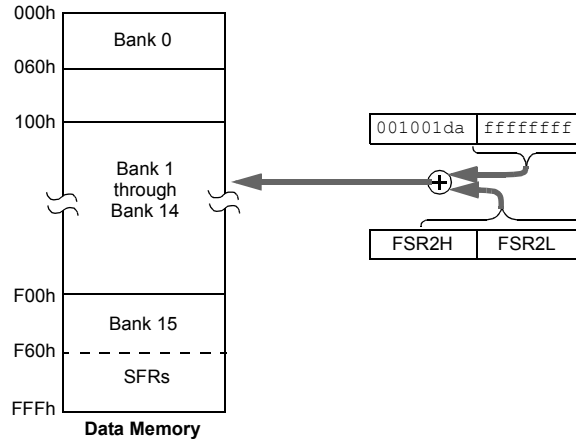 000h
Bank 0
060h
100h
001001da ffffffff
Bank 1
through
Bank 14
FSR2H FSR2L
F00h
Bank 15
F60h
SFRs
FFFh
Data Memory